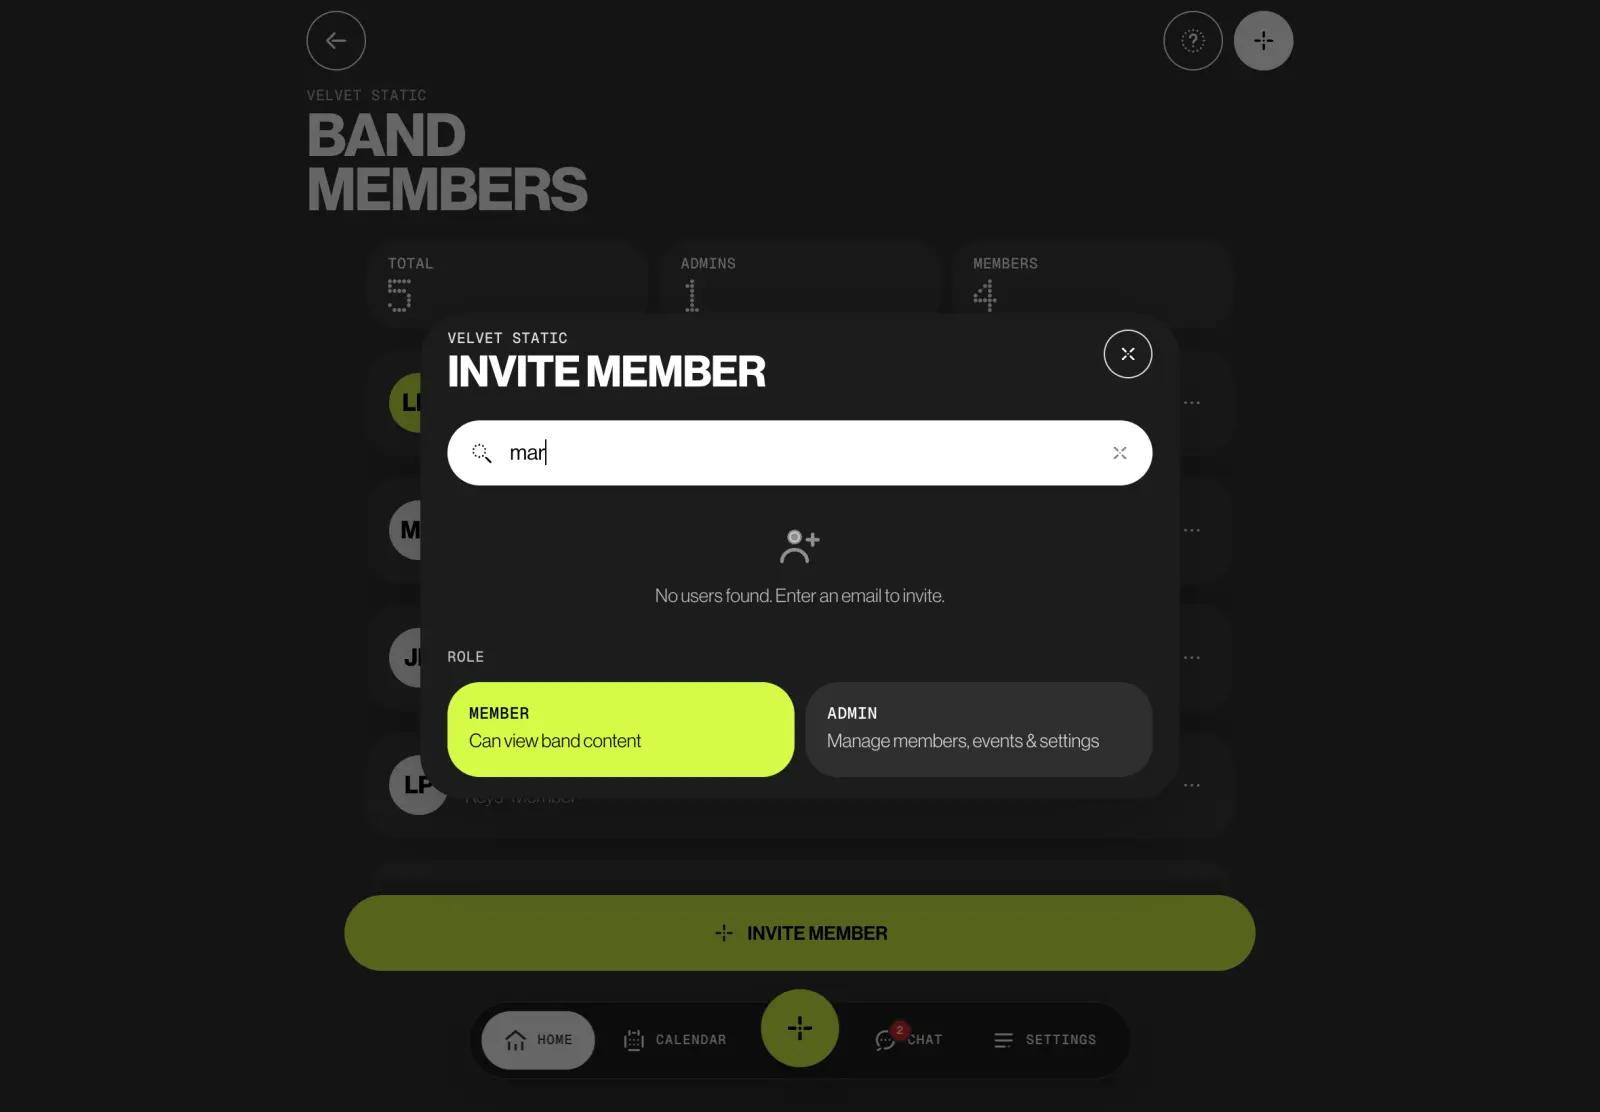 VELVET STATIC
BAND
MEMBERS
TOTAL
5
ADMINS
1
MEMBERS
4
VELVET STATIC
INVITE MEMBER
mar
No users found. Enter an email to invite.
ROLE
MEMBER
Can view band content
ADMIN
Manage members, events & settings
LP
INVITE MEMBER
HOME
CALENDAR
2
CHAT
SETTINGS